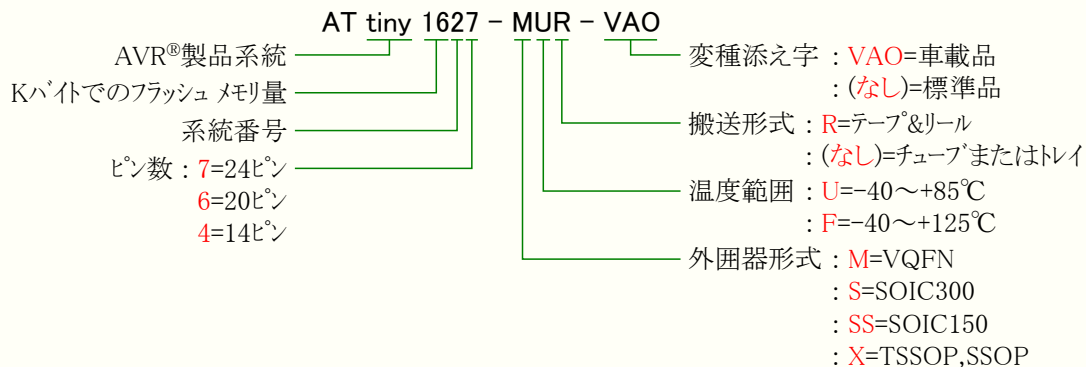 AT tiny 1627 - MUR - VAO
AVR®製品系統
Kバイトでのフラッシュ メモリ量
系統番号
ピン数 : 7=24ピン
6=20ピン
4=14ピン
変種添え字 : VAO=車載品
: (なし)=標準品
搬送形式 : R=テープ&リール
: (なし)=チューブまたはトレイ
温度範囲 : U=-40～+85℃
: F=-40～+125℃
外囲器形式 : M=VQFN
: S=SOIC300
: SS=SOIC150
: X=TSSOP,SSOP